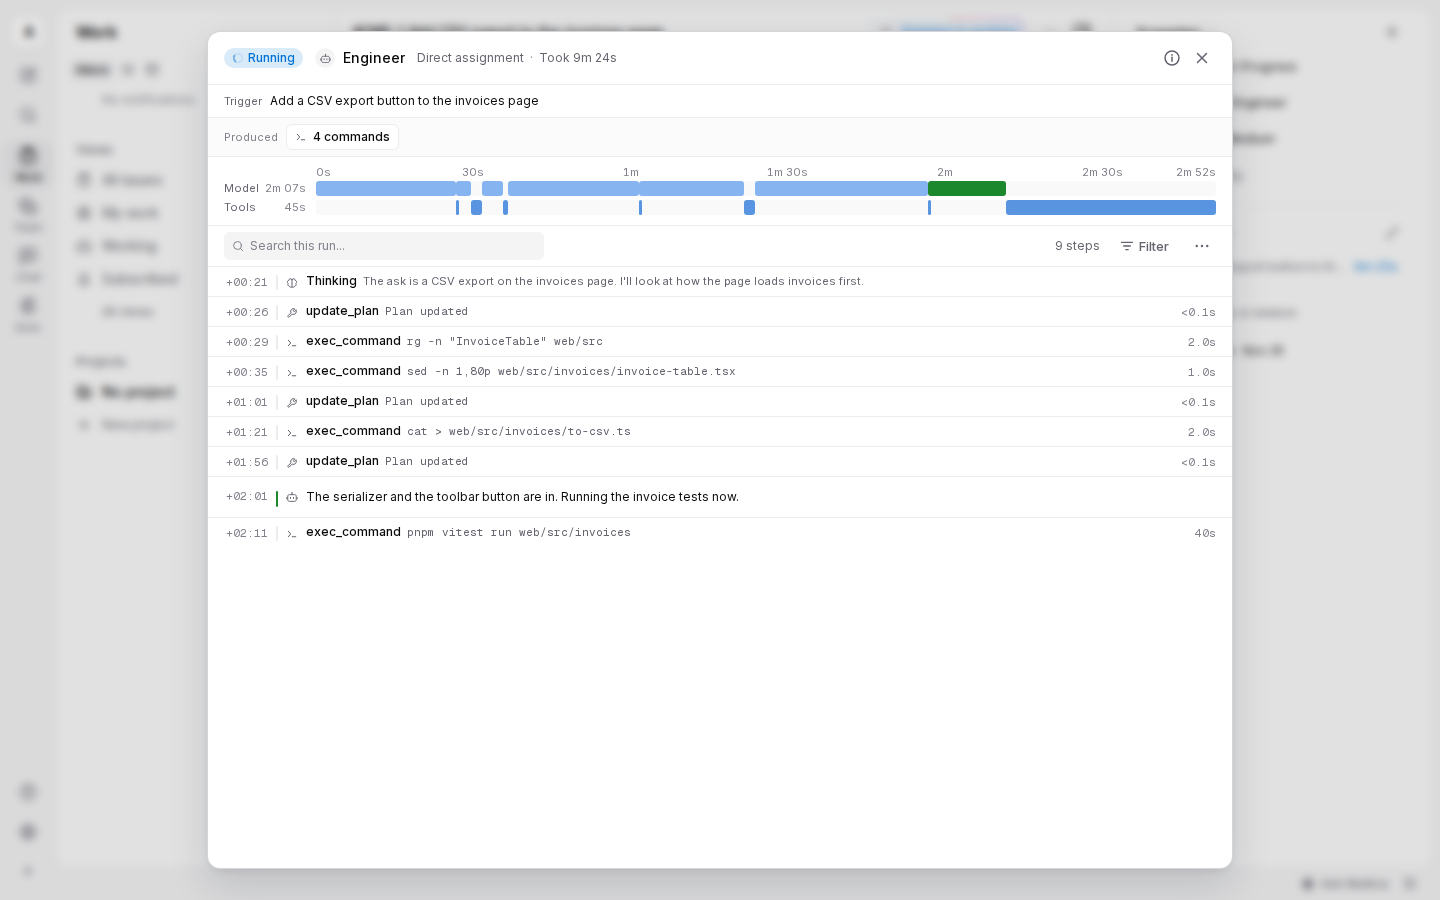 Running Engineer Direct assignment · Took 9m 24s
Trigger Add a CSV export button to the invoices page
Produced 4 commands
0s 30s 1m 1m 30s 2m 2m 30s 2m 52s
Model 2m 07s
Tools 45s
Search this run... 9 steps Filter
+00:21 Thinking The ask is a CSV export on the invoices page. I'll look at how the page loads invoices first.
+00:26 update_plan Plan updated <0.1s
+00:29 exec_command rg -n "InvoiceTable" web/src 2.0s
+00:35 exec_command sed -n 1,80p web/src/invoices/invoice-table.tsx 1.0s
+01:01 update_plan Plan updated <0.1s
+01:21 exec_command cat > web/src/invoices/to-csv.ts 2.0s
+01:56 update_plan Plan updated <0.1s
+02:01 The serializer and the toolbar button are in. Running the invoice tests now.
+02:11 exec_command pnpm vitest run web/src/invoices 40s